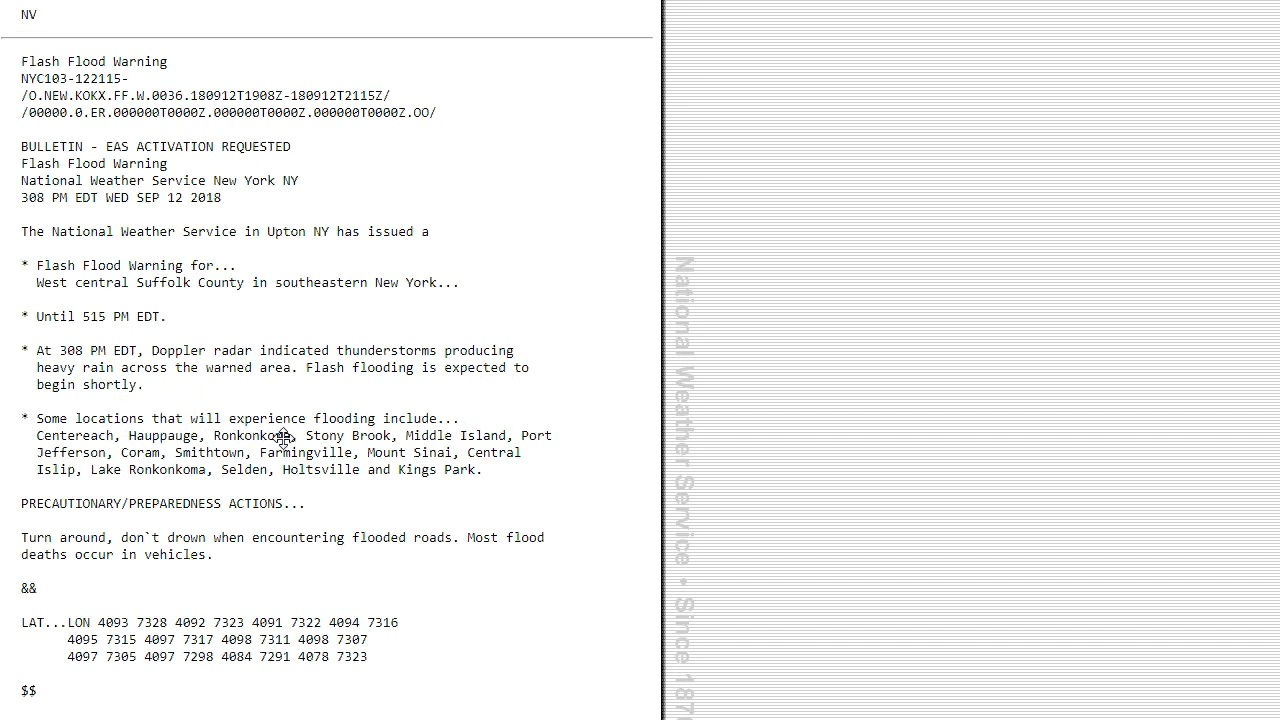 NV
Flash Flood Warning
NYC103-122115-
/O.NEW.KOKX.FF.W.0036.180912T1908Z-180912T2115Z/
/00000.0.ER.000000T0000Z.000000T0000Z.000000T0000Z.OO/
BULLETIN - EAS ACTIVATION REQUESTED
Flash Flood Warning
National Weather Service New York NY
308 PM EDT WED SEP 12 2018
The National Weather Service in Upton NY has issued a
* Flash Flood Warning for...
West central Suffolk County in southeastern New York...
* Until 515 PM EDT.
* At 308 PM EDT, Doppler radar indicated thunderstorms producing
heavy rain across the warned area. Flash flooding is expected to
begin shortly.
* Some locations that will experience flooding include...
Centereach, Hauppauge, Ronkonkoma, Stony Brook, Middle Island, Port
Jefferson, Coram, Smithtown, Farmingville, Mount Sinai, Central
Islip, Lake Ronkonkoma, Selden, Holtsville and Kings Park.
PRECAUTIONARY/PREPAREDNESS ACTIONS...
Turn around, don`t drown when encountering flooded roads. Most flood
deaths occur in vehicles.
&&
LAT...LON 4093 7328 4092 7323 4091 7322 4094 7319
4095 7315 4097 7317 4098 7311 4098 7307
4097 7305 4097 7298 4084 7291 4078 7323
$$
National Weather Service • Since 187